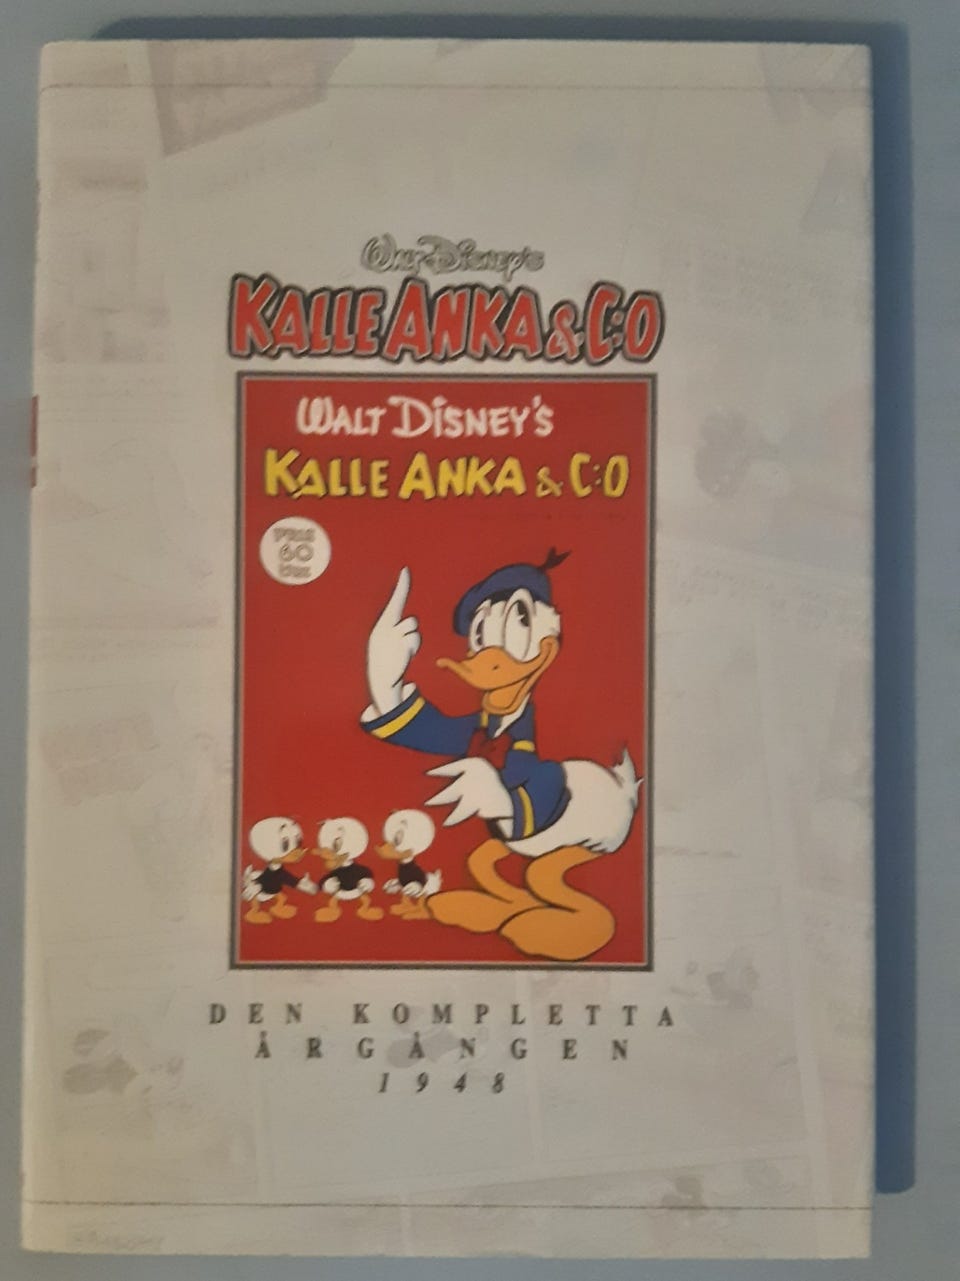 Walt Disney's
KALLE ANKA & C:O
WALT DISNEY'S
KALLE ANKA & C:O
PRIS
60
ÖRE
DEN KOMPLETTA
ÅRGÅNGEN
1948